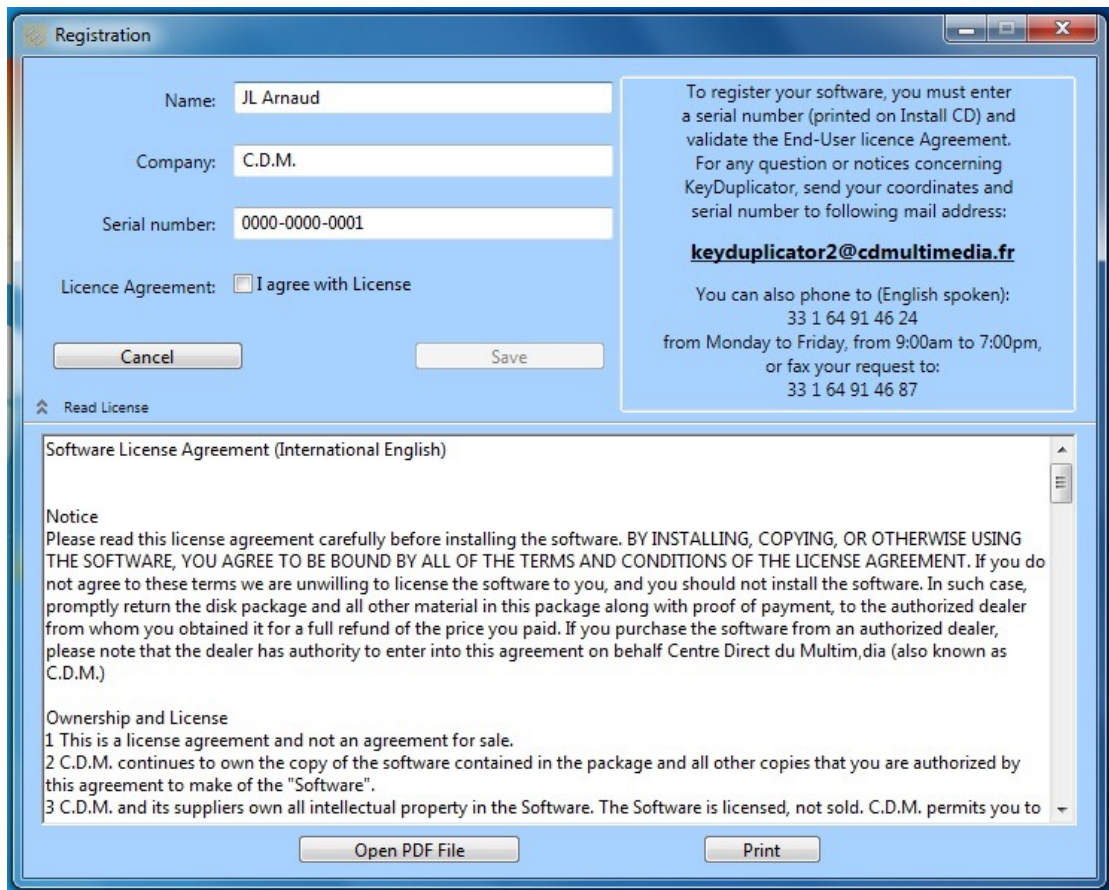 Registration
Name:
JL Arnaud
Company:
C.D.M.
Serial number:
0000-0000-0001
Licence Agreement:
I agree with License
Cancel
Save
Read License
To register your software, you must enter
a serial number (printed on Install CD) and
validate the End-User licence Agreement.
For any question or notices concerning
KeyDuplicator, send your coordinates and
serial number to following mail address:
keyduplicator2@cdmultimedia.fr
You can also phone to (English spoken):
33 1 64 91 46 24
from Monday to Friday, from 9:00am to 7:00pm,
or fax your request to:
33 1 64 91 46 87
Software License Agreement (International English)
Notice
Please read this license agreement carefully before installing the software. BY INSTALLING, COPYING, OR OTHERWISE USING
THE SOFTWARE, YOU AGREE TO BE BOUND BY ALL OF THE TERMS AND CONDITIONS OF THE LICENSE AGREEMENT. If you do
not agree to these terms we are unwilling to license the software to you, and you should not install the software. In such case,
promptly return the disk package and all other material in this package along with proof of payment, to the authorized dealer
from whom you obtained it for a full refund of the price you paid. If you purchase the software from an authorized dealer,
please note that the dealer has authority to enter into this agreement on behalf Centre Direct du Multim,dia (also known as
C.D.M.)
Ownership and License
1 This is a license agreement and not an agreement for sale.
2 C.D.M. continues to own the copy of the software contained in the package and all other copies that you are authorized by
this agreement to make of the "Software".
3 C.D.M. and its suppliers own all intellectual property in the Software. The Software is licensed, not sold. C.D.M. permits you to
Open PDF File
Print